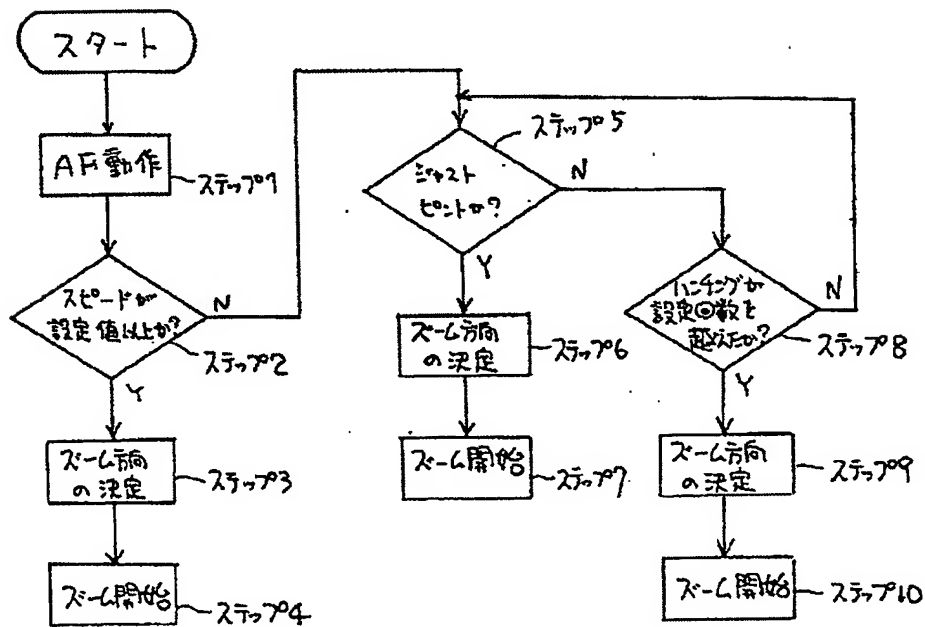 スタート
AF動作
ステップ1
スピードが
設定値以上か?
N
ステップ2
Y
ズーム方向
の決定
ステップ3
ズーム開始
ステップ4
ステップ5
ジャスト
ピントか?
N
Y
ズーム方向
の決定
ステップ6
ズーム開始
ステップ7
ハンチングが
設定回数を
越えたか?
N
ステップ8
Y
ズーム方向
の決定
ステップ9
ズーム開始
ステップ10